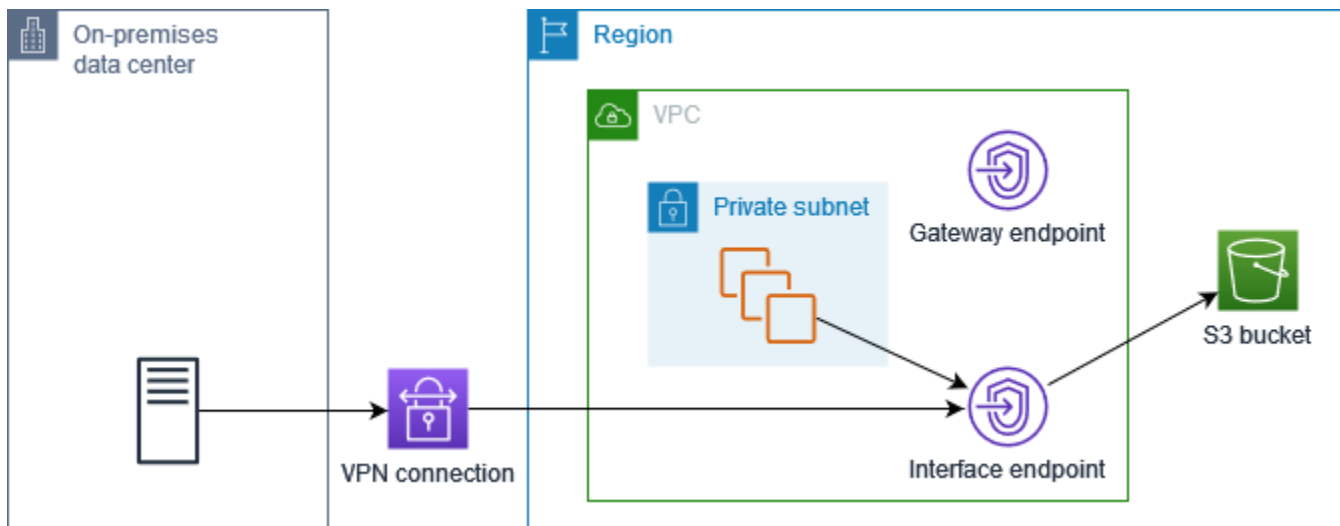 On-premises
data center
Region
VPC
Private subnet
Gateway endpoint
S3 bucket
VPN connection
Interface endpoint